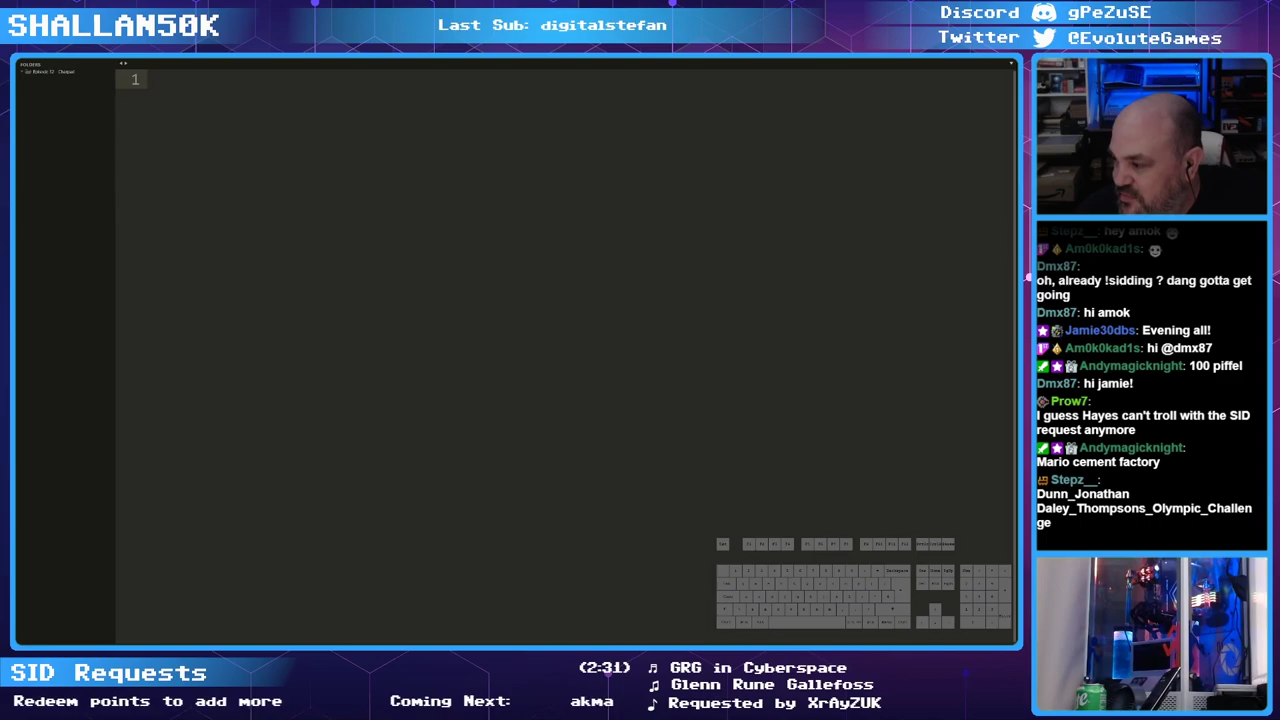 SHALLAN50K
Last Sub: digitalstefan
Discord gPeZuSE
Twitter @EvoluteGames
FOLDERS
1
Stepz__: hey amok
Am0k0kad1s:
Dmx87:
oh, already !sidding ? dang gotta get
going
Dmx87: hi amok
Jamie30dbs: Evening all!
Am0k0kad1s: hi @dmx87
Andymagicknight: 100 piffel
Dmx87: hi jamie!
Prow7:
I guess Hayes can't troll with the SID
request anymore
Andymagicknight:
Mario cement factory
Stepz__:
Dunn_Jonathan
Daley_Thompsons_Olympic_Challen
ge
SID Requests
Redeem points to add more
Coming Next: akma
(2:31) GRG in Cyberspace
Glenn Rune Gallefoss
Requested by XrAyZUK